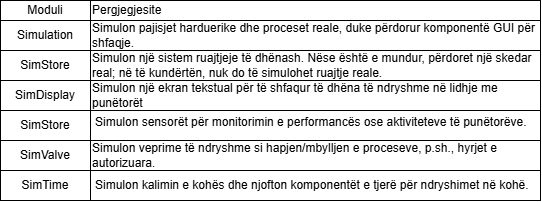 Moduli Pergjegjesite
Simulation Simulon pajisjet harduerike dhe proceset reale, duke përdorur komponentë GUI për
shfaqje.
SimStore Simulon një sistem ruajtjeje të dhënash. Nëse është e mundur, përdoret një skedar
real; në të kundërtën, nuk do të simulohet ruajtje reale.
SimDisplay Simulon një ekran tekstual për të shfaqur të dhëna të ndryshme në lidhje me
punëtorët
SimStore Simulon sensorët për monitorimin e performancës ose aktiviteteve të punëtorëve.
SimValve Simulon veprime të ndryshme si hapjen/mbylljen e proceseve, p.sh., hyrjet e
autorizuara.
SimTime Simulon kalimin e kohës dhe njofton komponentët e tjerë për ndryshimet në kohë.